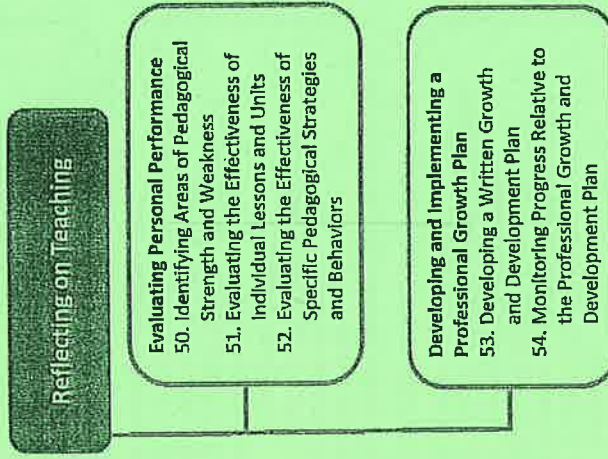 Reflecting on Teaching
Evaluating Personal Performance
50. Identifying Areas of Pedagogical
Strength and Weakness
51. Evaluating the Effectiveness of
Individual Lessons and Units
52. Evaluating the Effectiveness of
Specific Pedagogical Strategies
and Behaviors
Developing and Implementing a
Professional Growth Plan
53. Developing a Written Growth
and Development Plan
54. Monitoring Progress Relative to
the Professional Growth and
Development Plan